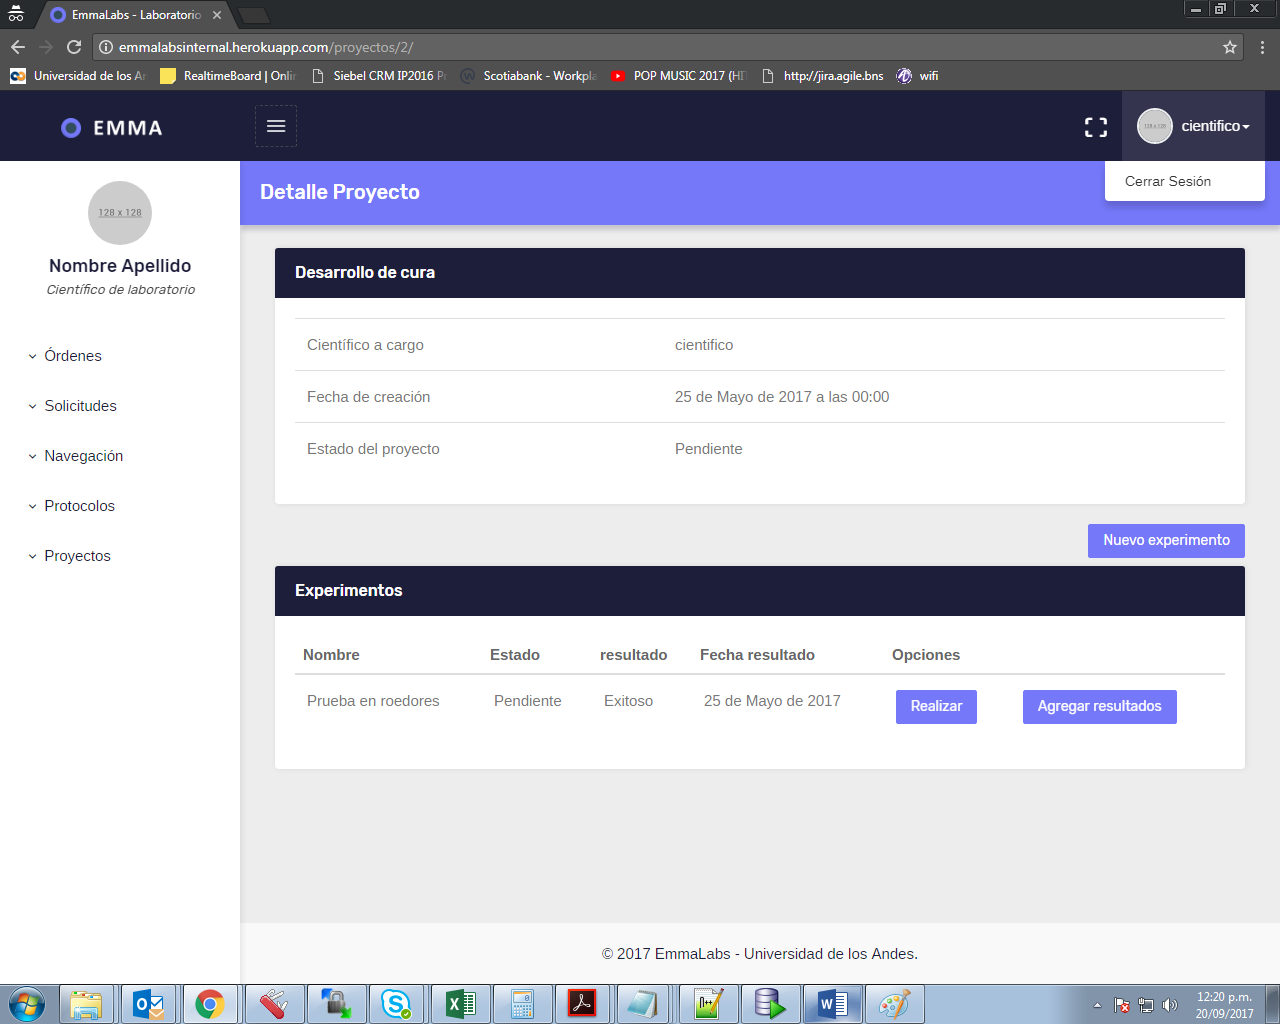 EmmaLabs - Laboratorio
emmalabsinternal.herokuapp.com/proyectos/2/
Universidad de los An
RealtimeBoard | Onli
Siebel CRM IP2016 P
Scotiabank - Workpla
POP MUSIC 2017 (HI
http://jira.agile.bns
wifi
EMMA
128 x 128
cientifico
Cerrar Sesión
128 x 128
Nombre Apellido
Científico de laboratorio
Órdenes
Solicitudes
Navegación
Protocolos
Proyectos
Detalle Proyecto
Desarrollo de cura
Científico a cargo cientifico
Fecha de creación 25 de Mayo de 2017 a las 00:00
Estado del proyecto Pendiente
Nuevo experimento
Experimentos
Nombre Estado resultado Fecha resultado Opciones
Prueba en roedores Pendiente Exitoso 25 de Mayo de 2017 Realizar Agregar resultados
© 2017 EmmaLabs - Universidad de los Andes.
12:20 p.m.
20/09/2017